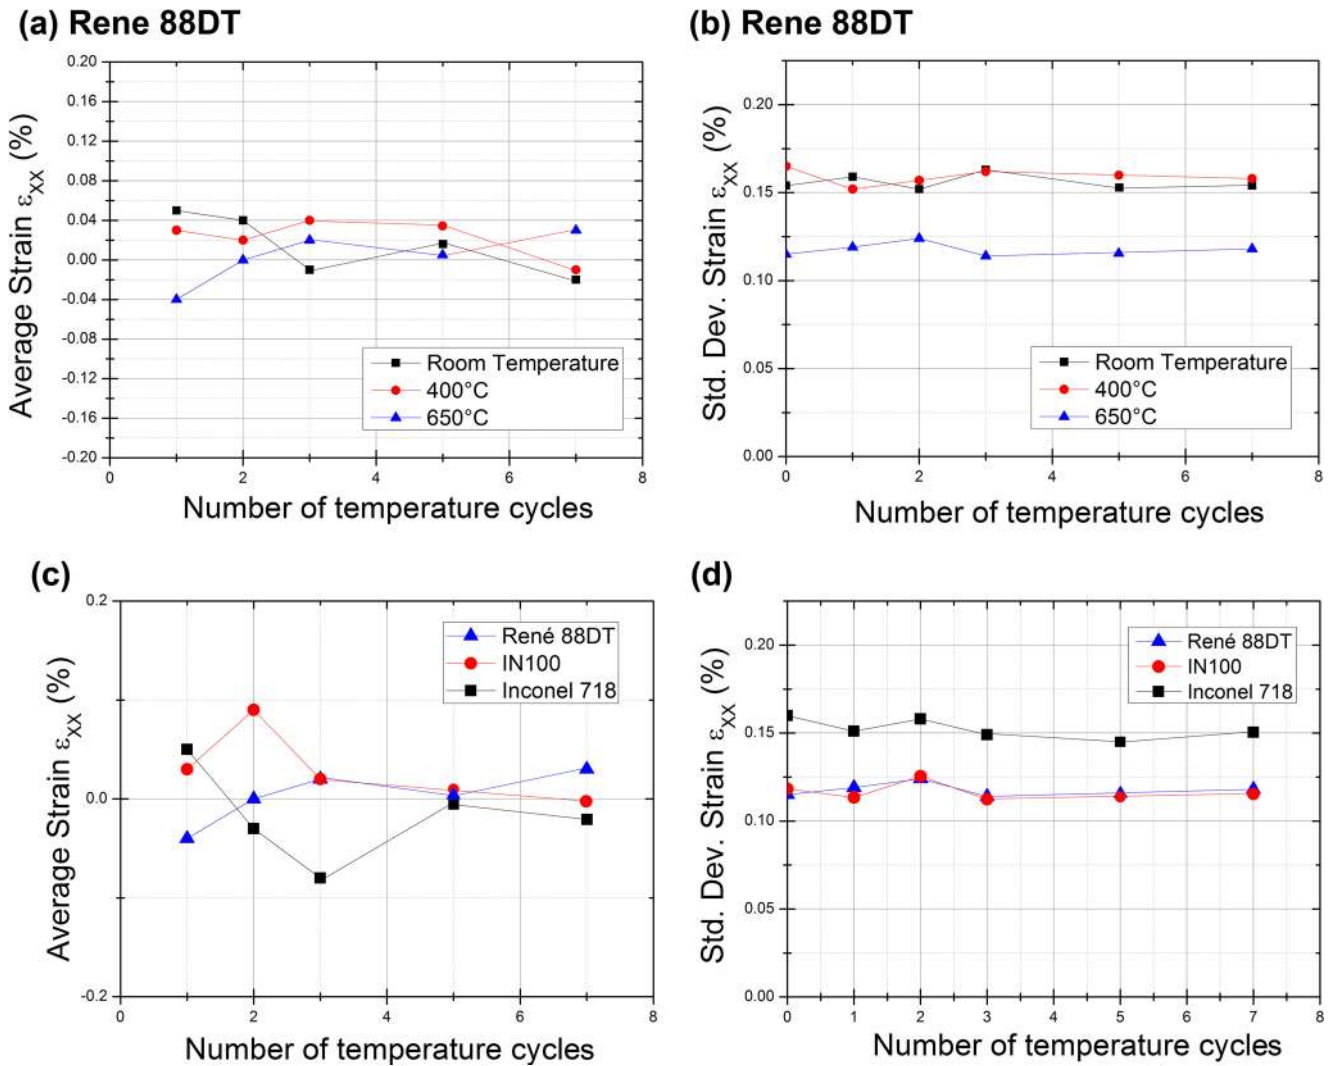 (a) Rene 88DT
0.20
0.16
0.12
0.08
0.04
0.00
-0.04
-0.08
-0.12
-0.16
-0.20
Average Strain εXX (%)
Room Temperature
400°C
650°C
0 2 4 6 8
Number of temperature cycles
(b) Rene 88DT
0.20
0.15
0.10
0.05
0.00
Std. Dev. Strain εXX (%)
Room Temperature
400°C
650°C
0 2 4 6 8
Number of temperature cycles
(c)
0.2
0.0
-0.2
Average Strain εXX (%)
René 88DT
IN100
Inconel 718
0 2 4 6 8
Number of temperature cycles
(d)
0.20
0.15
0.10
0.05
0.00
Std. Dev. Strain εXX (%)
René 88DT
IN100
Inconel 718
0 1 2 3 4 5 6 7 8
Number of temperature cycles